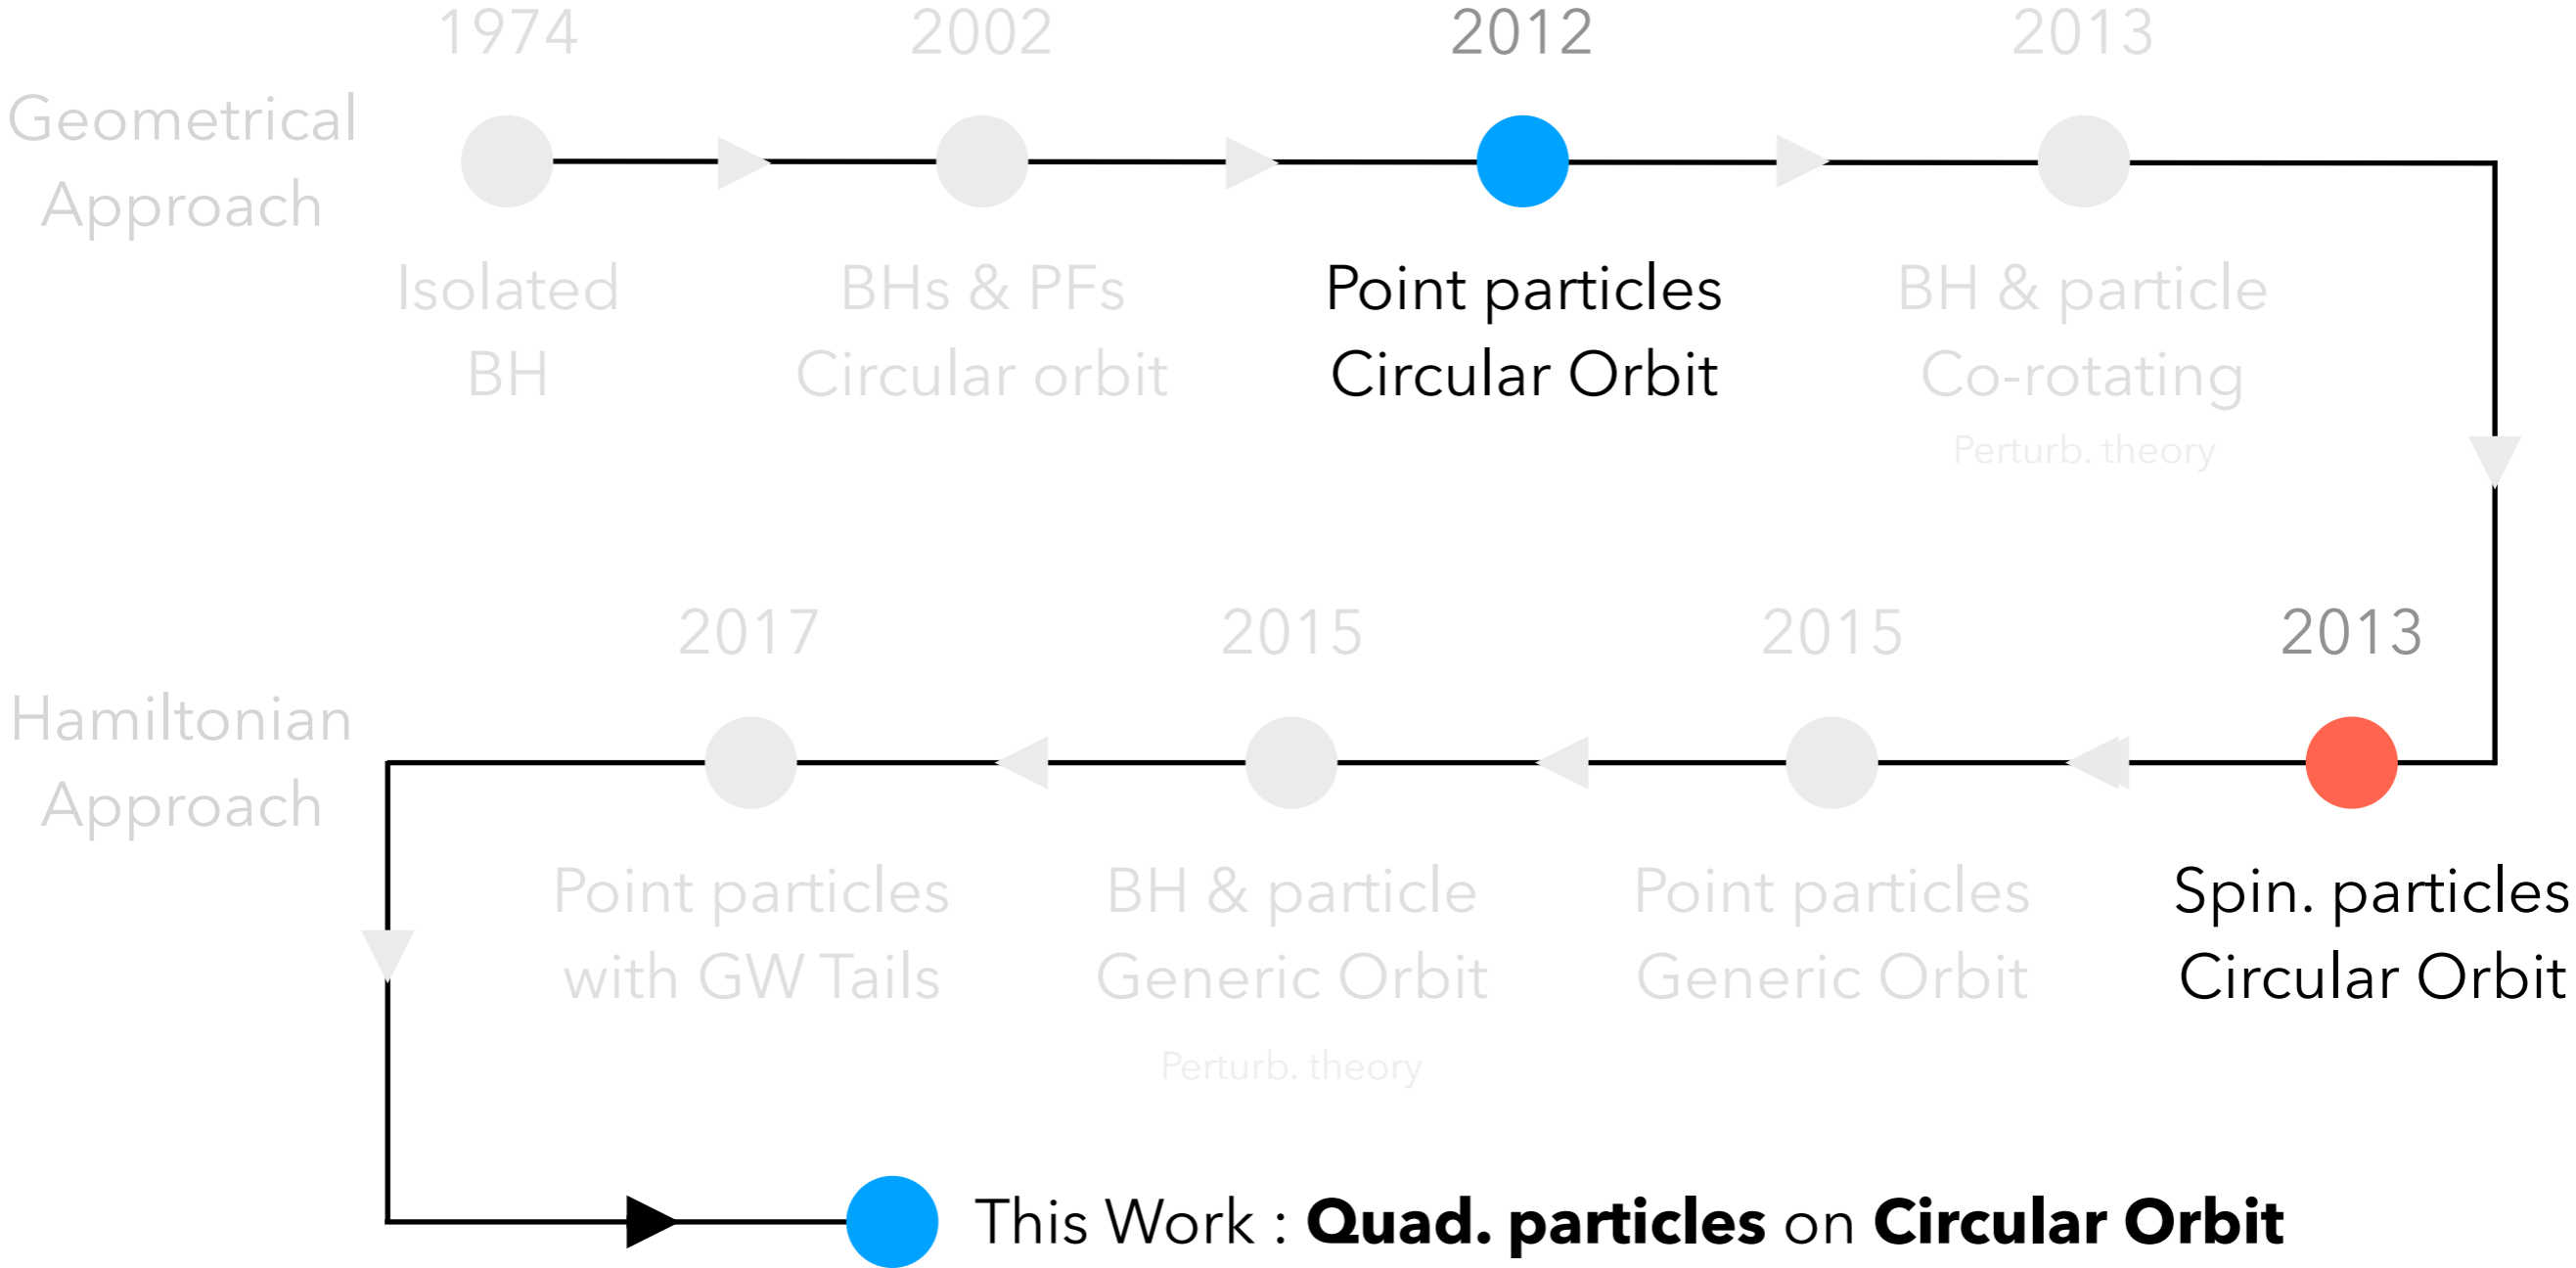 1974
2002
2012
2013
Geometrical
Approach
Isolated
BH
BHs & PFs
Circular orbit
Point particles
Circular Orbit
BH & particle
Co-rotating
Perturb. theory
2017
2015
2015
2013
Hamiltonian
Approach
Point particles
with GW Tails
BH & particle
Generic Orbit
Perturb. theory
Point particles
Generic Orbit
Spin. particles
Circular Orbit
This Work : Quad. particles on Circular Orbit